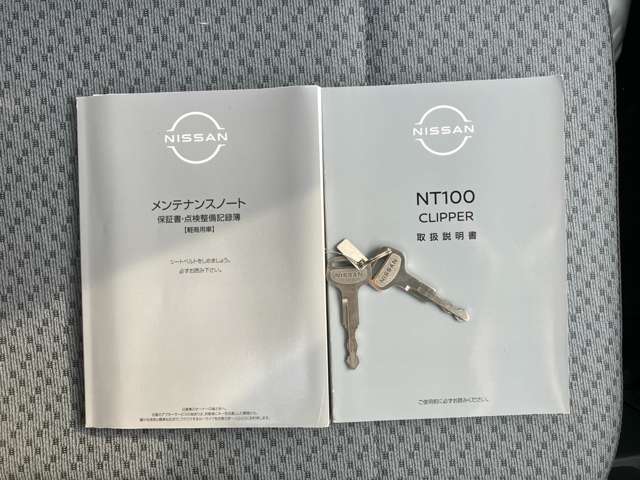 NISSAN
メンテナンスノート
保証書・点検整備記録簿
【軽商用車】
シートベルトをしめましょう。
必ずお読み下さい。
NISSAN
NT100
CLIPPER
取扱説明書
NISSAN
NISSAN
ご使用前に必ずお読みください。